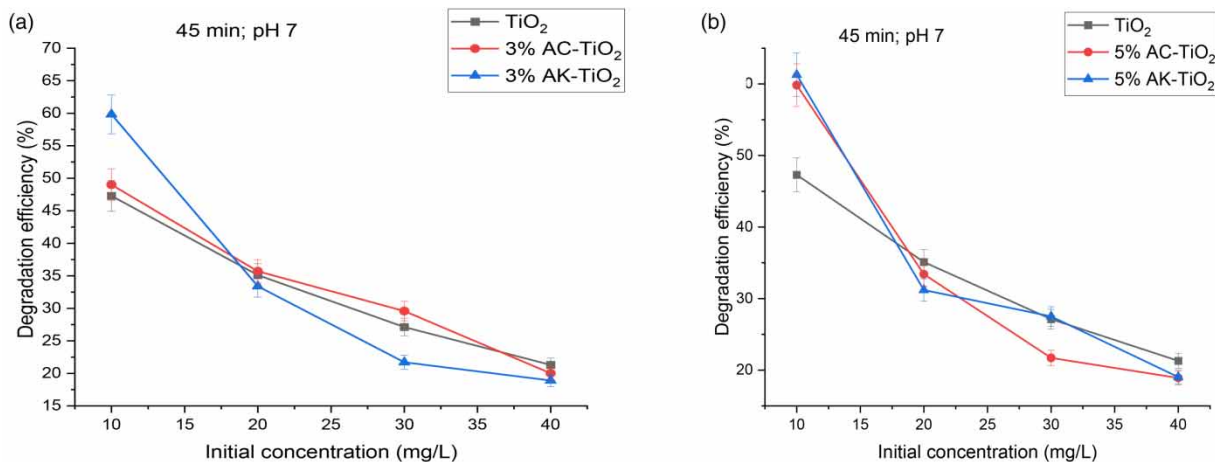 (a)
45 min; pH 7
TiO₂
3% AC-TiO₂
3% AK-TiO₂
70
65
60
55
50
45
40
35
30
25
20
15
Degradation efficiency (%)
10 15 20 25 30 35 40
Initial concentration (mg/L)
(b)
45 min; pH 7
TiO₂
5% AC-TiO₂
5% AK-TiO₂
0
50
40
30
20
Degradation efficiency (%)
10 15 20 25 30 35 40
Initial concentration (mg/L)